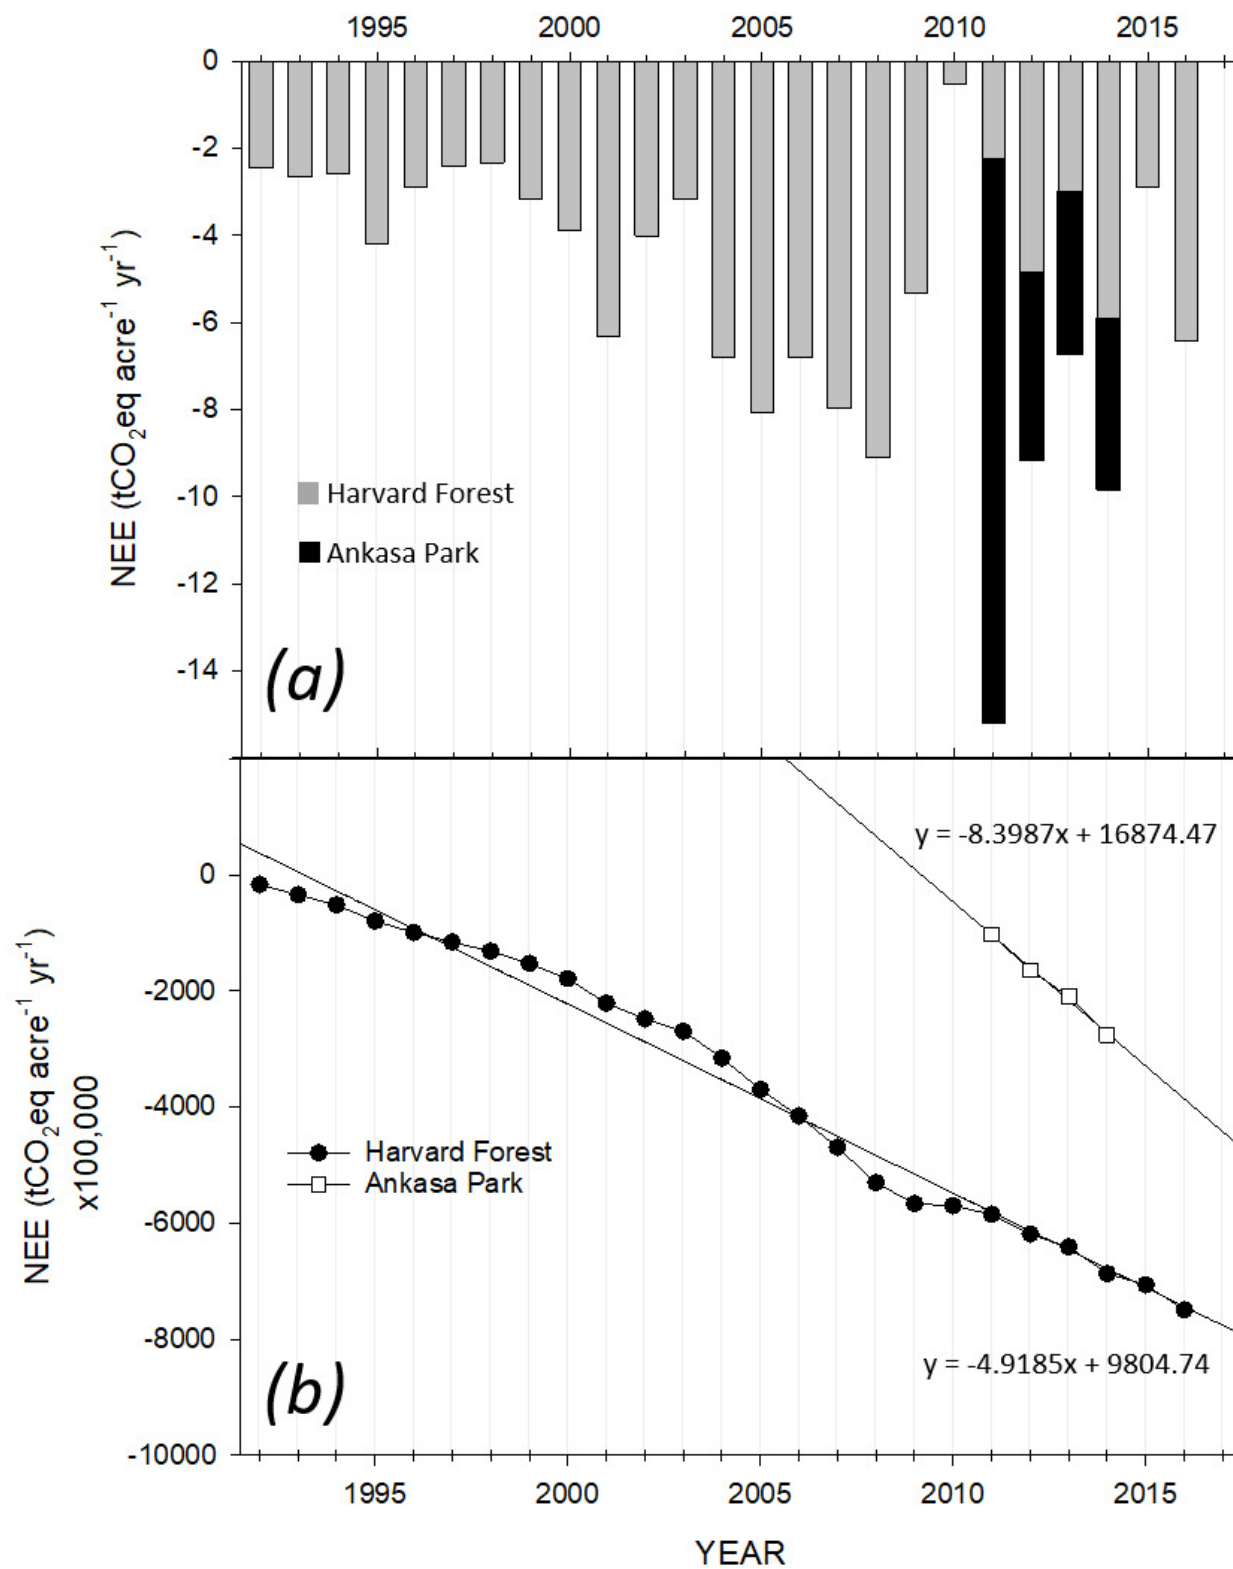 1995 2000 2005 2010 2015
0
-2
-4
-6
-8
-10
-12
-14
NEE (tCO₂eq acre⁻¹ yr⁻¹)
Harvard Forest
Ankasa Park
(a)
y = -8.3987x + 16874.47
0
-2000
-4000
-6000
-8000
-10000
NEE (tCO₂eq acre⁻¹ yr⁻¹)
x100,000
Harvard Forest
Ankasa Park
y = -4.9185x + 9804.74
(b)
1995 2000 2005 2010 2015
YEAR